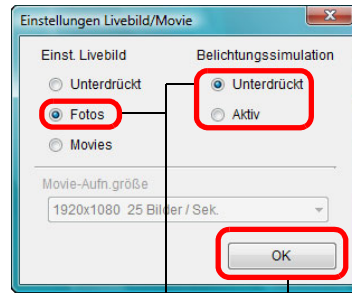 Einstellungen Livebild/Movie
Einst. Livebild
Unterdrückt
Fotos
Movies
Belichtungssimulation
Unterdrückt
Aktiv
Movie-Aufn.größe
1920x1080 25 Bilder / Sek.
OK